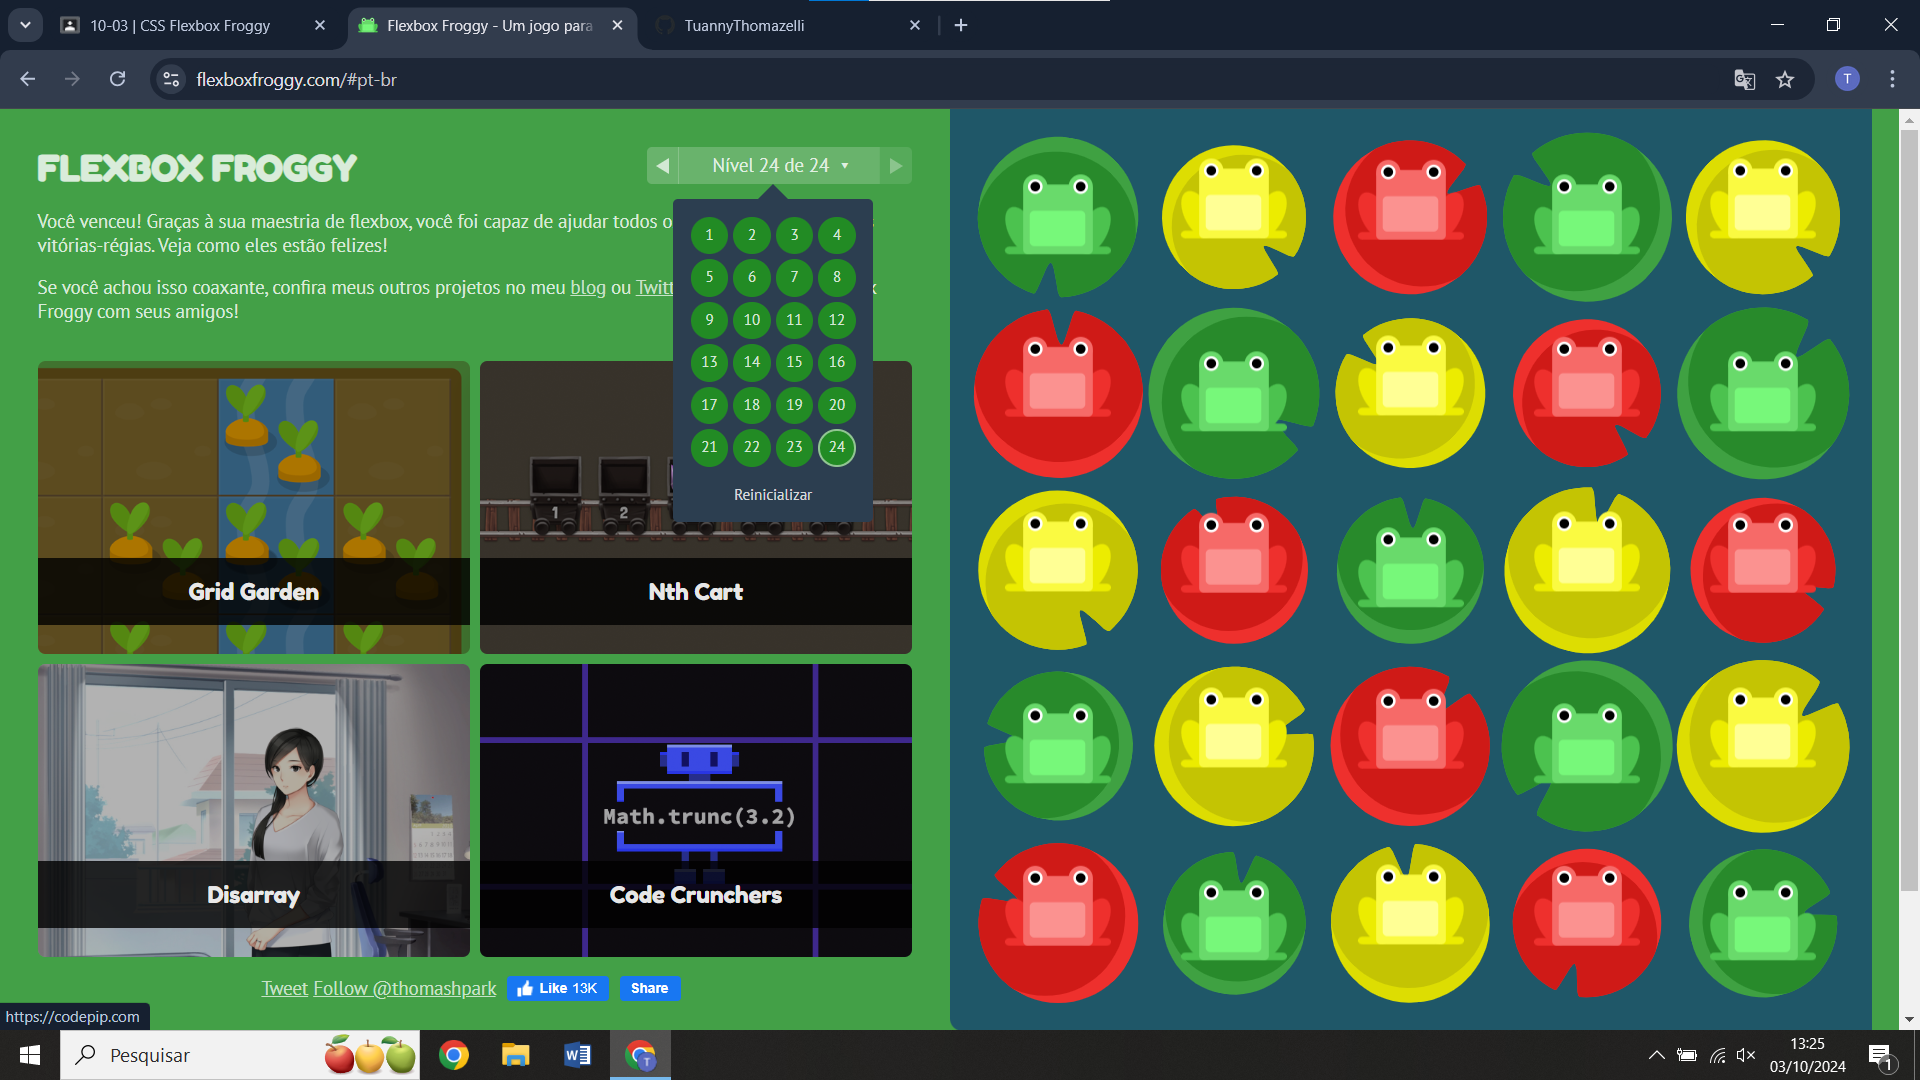 10-03 | CSS Flexbox Froggy
Flexbox Froggy - Um jogo para
TuannyThomazelli
flexboxfroggy.com/#pt-br
T
FLEXBOX FROGGY
Nível 24 de 24
Você venceu! Graças à sua maestria de flexbox, você foi capaz de ajudar todos o
vitórias-régias. Veja como eles estão felizes!
Se você achou isso coaxante, confira meus outros projetos no meu blog ou Twitt
Froggy com seus amigos!
1 2 3 4
5 6 7 8
9 10 11 12
13 14 15 16
17 18 19 20
21 22 23 24
Reinicializar
1 2
Grid Garden
Nth Cart
Math.trunc(3.2)
Disarray
Code Crunchers
Tweet Follow @thomashpark Like 13K Share
https://codepip.com
Pesquisar
T
13:25
03/10/2024
1